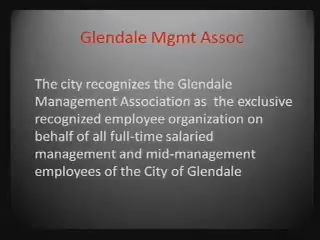 Glendale Mgmt Assoc
The city recognizes the Glendale
Management Association as the exclusive
recognized employee organization on
behalf of all full-time salaried
management and mid-management
employees of the City of Glendale